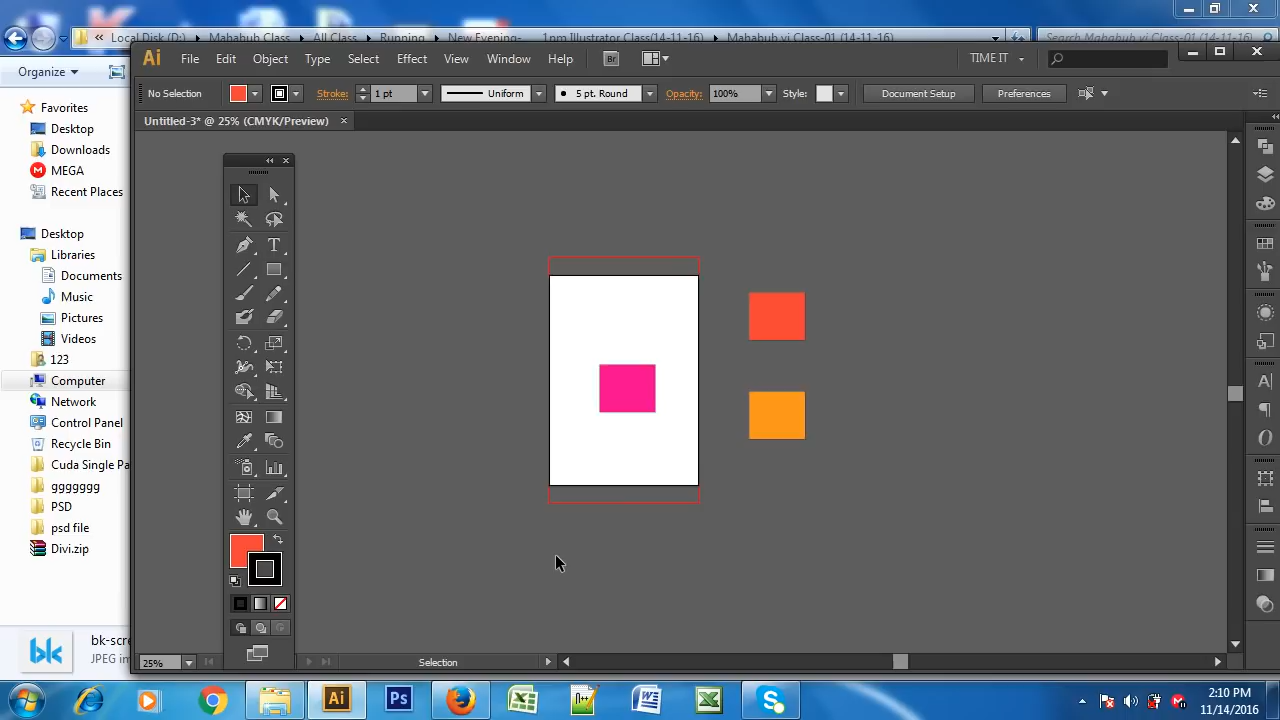 Local Disk (D:) ▸ Mahabub Class ▸ All Class ▸ Running ▸ New Evening- 1pm Illustrator Class(14-11-16) ▸ Mahabub vi Class-01 (14-11-16)
Search Mahabub vi Class-01 (14-11-16)
Organize
Ai File Edit Object Type Select Effect View Window Help Br TIME IT
No Selection Stroke: 1 pt Uniform 5 pt. Round Opacity: 100% Style: Document Setup Preferences
Untitled-3* @ 25% (CMYK/Preview)
Favorites
Desktop
Downloads
MEGA
Recent Places
Desktop
Libraries
Documents
Music
Pictures
Videos
123
Computer
Network
Control Panel
Recycle Bin
Cuda Single Pa
ggggggg
PSD
psd file
Divi.zip
bk bk-scre
JPEG im
25% Selection
Ai Ps
2:10 PM
11/14/2016